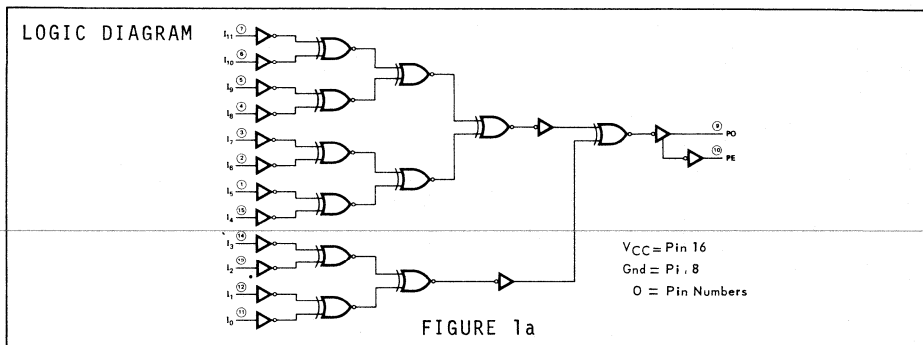 LOGIC DIAGRAM
I11 7
I10 6
I9 5
I8 4
I7 3
I6 2
I5 1
I4 15
I3 14
I2 13
I1 12
I0 11
9 PO
10 PE
VCC = Pin 16
Gnd = Pi. 8
O = Pin Numbers
FIGURE 1a